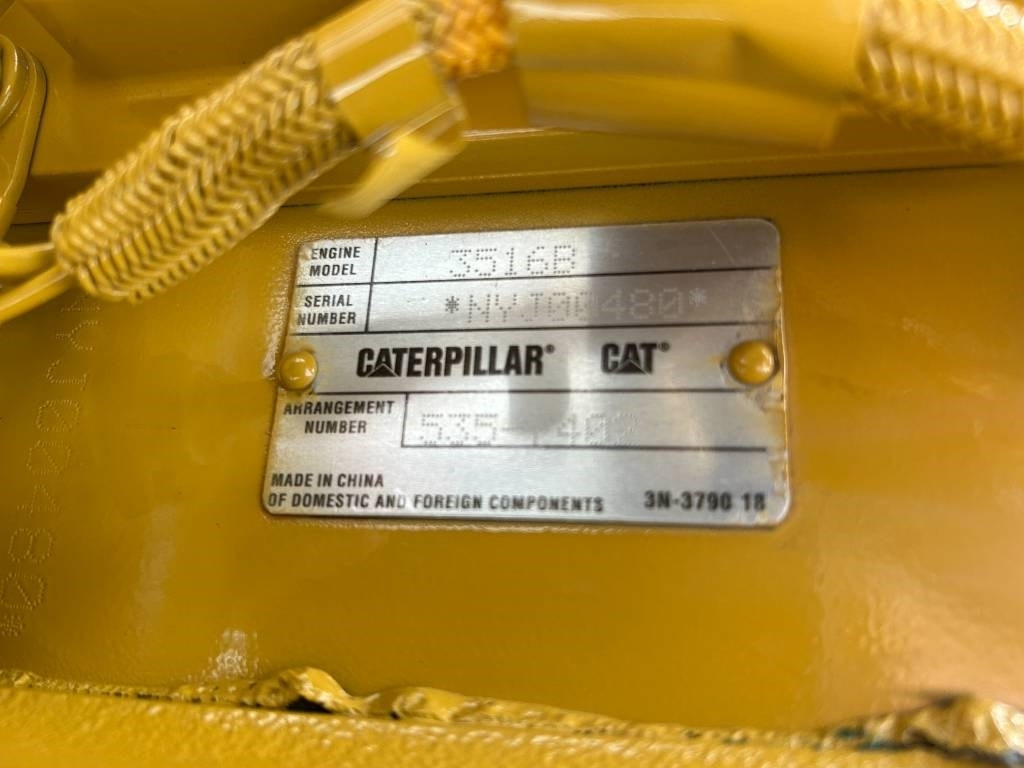 ENGINE MODEL 3516B
SERIAL NUMBER *NYJ00480*
CATERPILLAR® CAT®
ARRANGEMENT NUMBER
MADE IN CHINA
OF DOMESTIC AND FOREIGN COMPONENTS 3N-3790 18